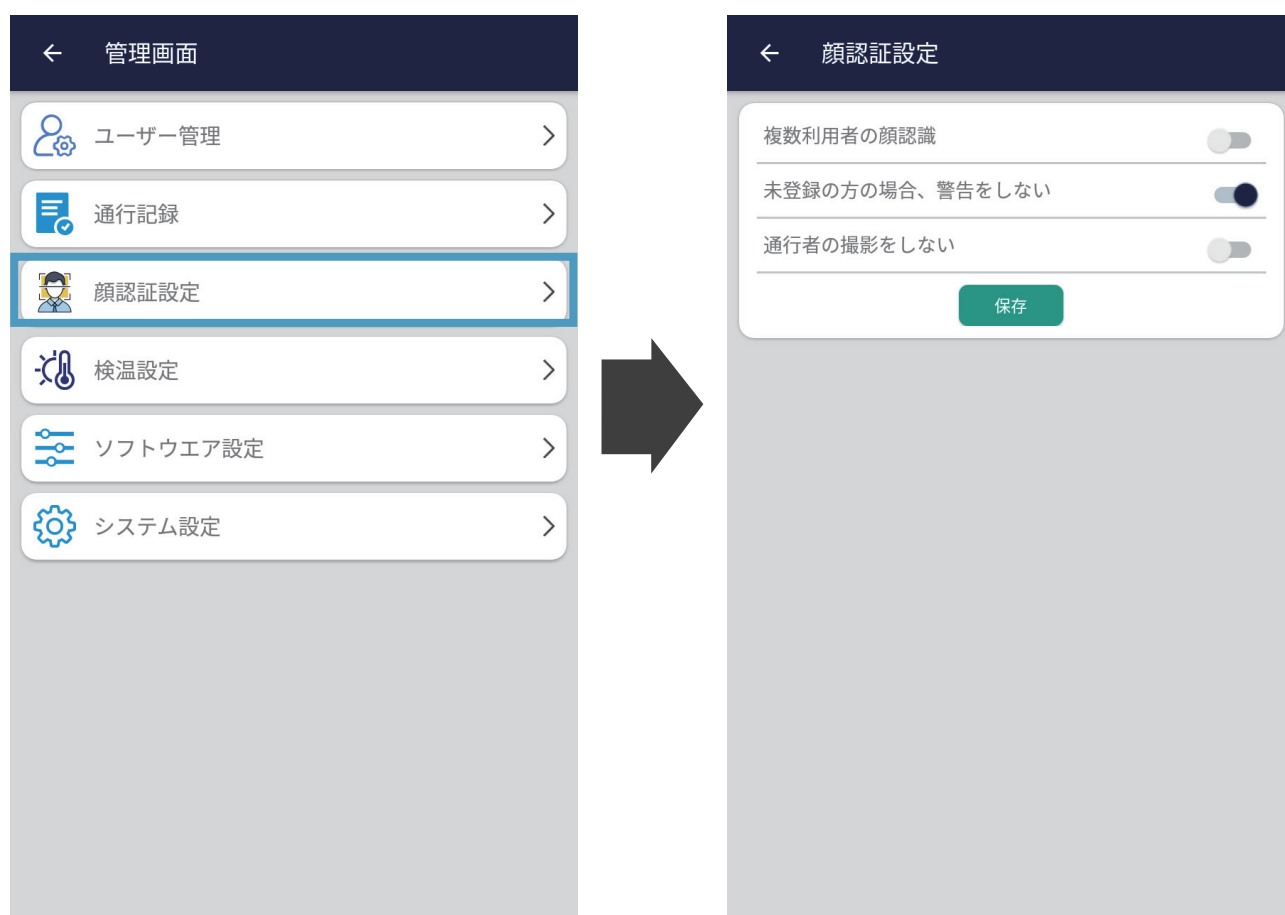 管理画面
ユーザー管理
通行記録
顔認証設定
検温設定
ソフトウエア設定
システム設定
顔認証設定
複数利用者の顔認識
未登録の方の場合、警告をしない
通行者の撮影をしない
保存